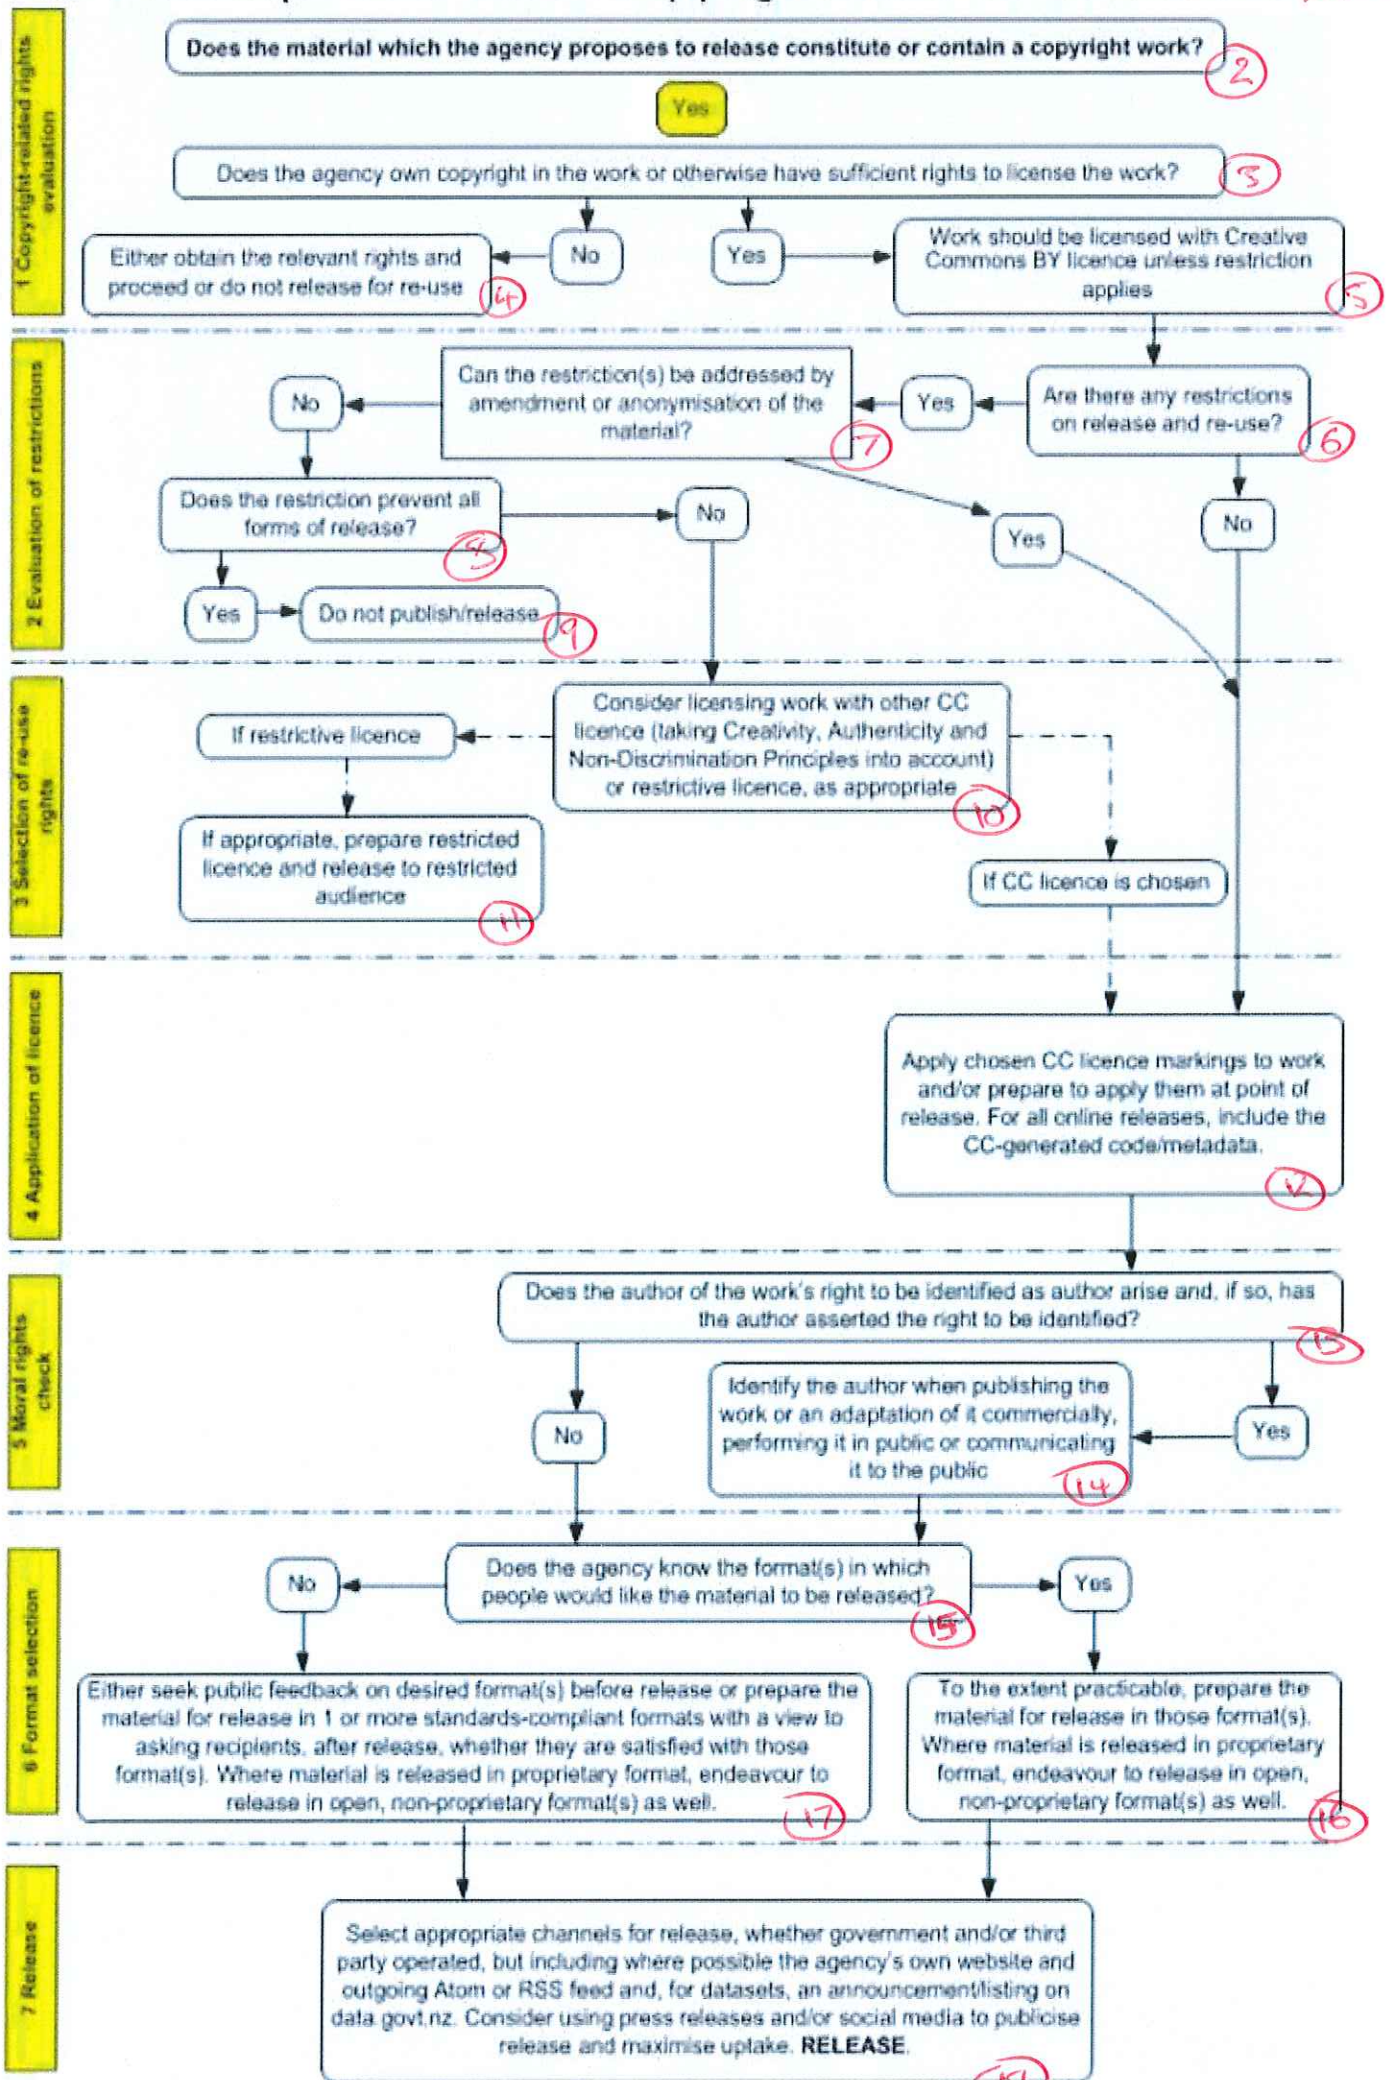 Does the material which the agency proposes to release constitute or contain a copyright work?
2
Yes
1 Copyright-related rights
evaluation
Does the agency own copyright in the work or otherwise have sufficient rights to license the work?
3
No
Yes
Either obtain the relevant rights and
proceed or do not release for re-use
4
Work should be licensed with Creative
Commons BY licence unless restriction
applies
5
2 Evaluation of restrictions
Are there any restrictions
on release and re-use?
6
Yes
Can the restriction(s) be addressed by
amendment or anonymisation of the
material?
7
No
Does the restriction prevent all
forms of release?
8
No
Yes
No
Yes
Do not publish/release
9
3 Selection of re-use
rights
Consider licensing work with other CC
licence (taking Creativity, Authenticity and
Non-Discrimination Principles into account)
or restrictive licence, as appropriate
10
If restrictive licence
If appropriate, prepare restricted
licence and release to restricted
audience
11
If CC licence is chosen
4 Application of licence
Apply chosen CC licence markings to work
and/or prepare to apply them at point of
release. For all online releases, include the
CC-generated code/metadata.
12
5 Moral rights
check
Does the author of the work's right to be identified as author arise and, if so, has
the author asserted the right to be identified?
13
Identify the author when publishing the
work or an adaptation of it commercially,
performing it in public or communicating
it to the public
14
No
Yes
6 Format selection
Does the agency know the format(s) in which
people would like the material to be released?
15
No
Yes
Either seek public feedback on desired format(s) before release or prepare the
material for release in 1 or more standards-compliant formats with a view to
asking recipients, after release, whether they are satisfied with those
format(s). Where material is released in proprietary format, endeavour to
release in open, non-proprietary format(s) as well.
17
To the extent practicable, prepare the
material for release in those format(s).
Where material is released in proprietary
format, endeavour to release in open,
non-proprietary format(s) as well.
16
7 Release
Select appropriate channels for release, whether government and/or third
party operated, but including where possible the agency's own website and
outgoing Atom or RSS feed and, for datasets, an announcement/listing on
data.govt.nz. Consider using press releases and/or social media to publicise
release and maximise uptake. RELEASE.